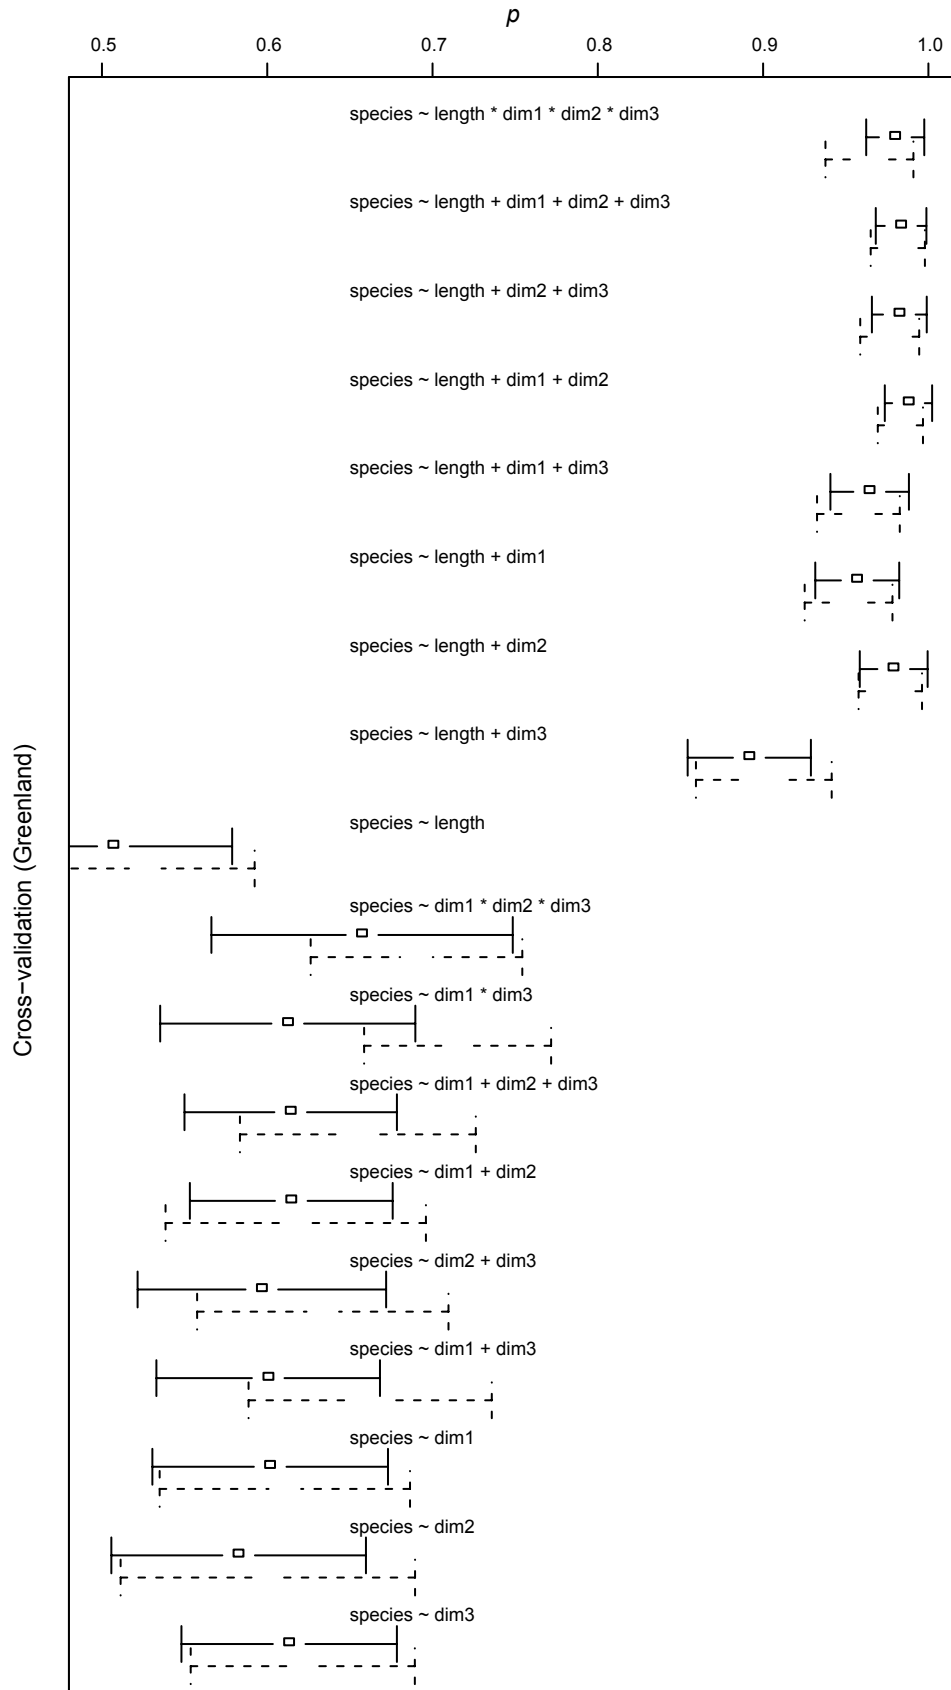 p
0.5 0.6 0.7 0.8 0.9 1.0
species ~ length * dim1 * dim2 * dim3
species ~ length + dim1 + dim2 + dim3
species ~ length + dim2 + dim3
species ~ length + dim1 + dim2
species ~ length + dim1 + dim3
species ~ length + dim1
species ~ length + dim2
species ~ length + dim3
species ~ length
species ~ dim1 * dim2 * dim3
species ~ dim1 * dim3
species ~ dim1 + dim2 + dim3
species ~ dim1 + dim2
species ~ dim2 + dim3
species ~ dim1 + dim3
species ~ dim1
species ~ dim2
species ~ dim3
Cross−validation (Greenland)